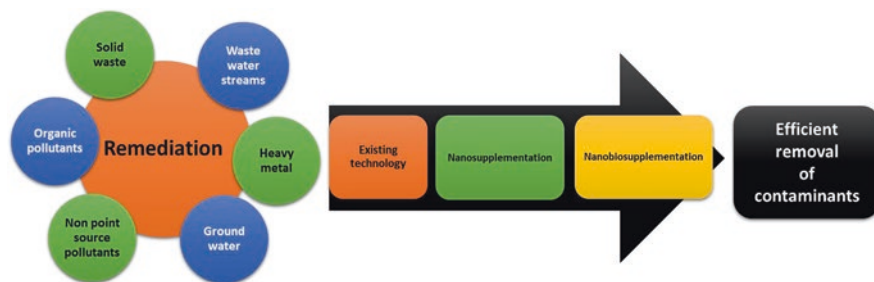 Solid
waste
Waste
water
streams
Organic
pollutants
Remediation
Heavy
metal
Non point
source
pollutants
Ground
water
Existing
technology
Nanosupplementation
Nanobiosupplementation
Efficient
removal
of
contaminants